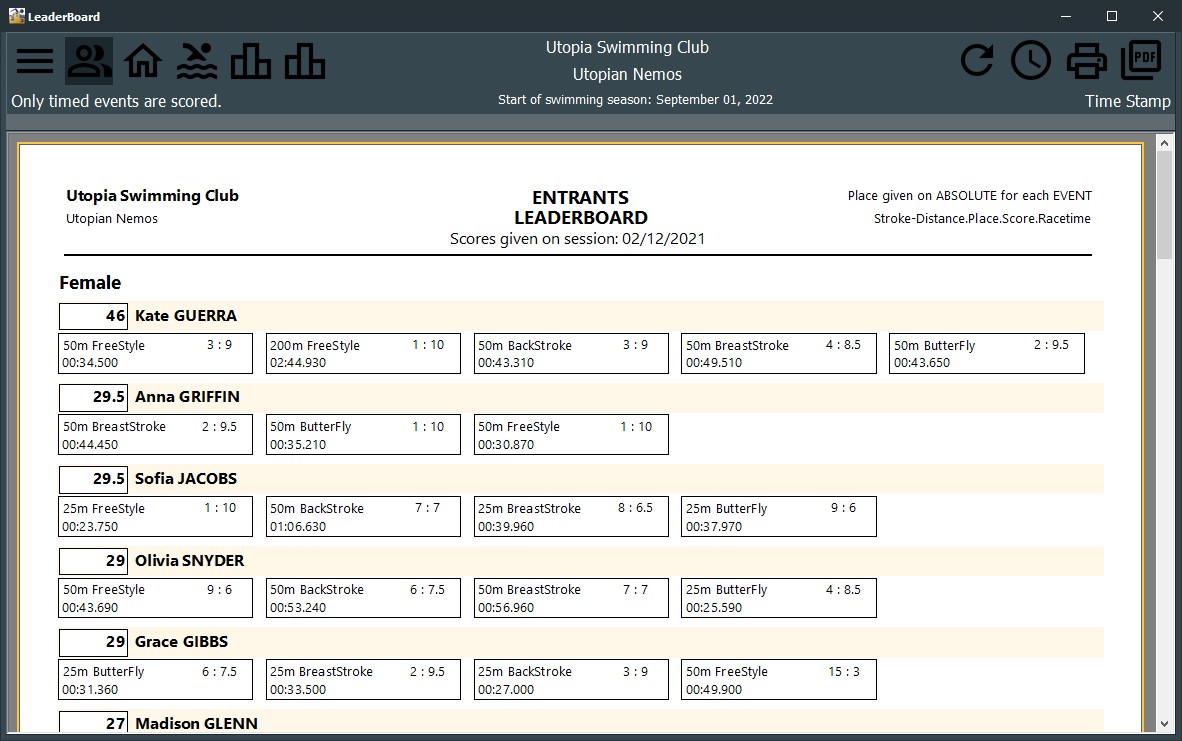 LeaderBoard
Utopia Swimming Club
Utopian Nemos
PDF
Only timed events are scored.
Start of swimming season: September 01, 2022
Time Stamp
Utopia Swimming Club
Utopian Nemos
ENTRANTS
LEADERBOARD
Scores given on session: 02/12/2021
Place given on ABSOLUTE for each EVENT
Stroke-Distance.Place.Score.Racetime
Female
46 Kate GUERRA
50m FreeStyle 3 : 9
00:34.500
200m FreeStyle 1 : 10
02:44.930
50m BackStroke 3 : 9
00:43.310
50m BreastStroke 4 : 8.5
00:49.510
50m ButterFly 2 : 9.5
00:43.650
29.5 Anna GRIFFIN
50m BreastStroke 2 : 9.5
00:44.450
50m ButterFly 1 : 10
00:35.210
50m FreeStyle 1 : 10
00:30.870
29.5 Sofia JACOBS
25m FreeStyle 1 : 10
00:23.750
50m BackStroke 7 : 7
01:06.630
25m BreastStroke 8 : 6.5
00:39.960
25m ButterFly 9 : 6
00:37.970
29 Olivia SNYDER
50m FreeStyle 9 : 6
00:43.690
50m BackStroke 6 : 7.5
00:53.240
50m BreastStroke 7 : 7
00:56.960
25m ButterFly 4 : 8.5
00:25.590
29 Grace GIBBS
25m ButterFly 6 : 7.5
00:31.360
25m BreastStroke 2 : 9.5
00:33.500
25m BackStroke 3 : 9
00:27.000
50m FreeStyle 15 : 3
00:49.900
27 Madison GLENN